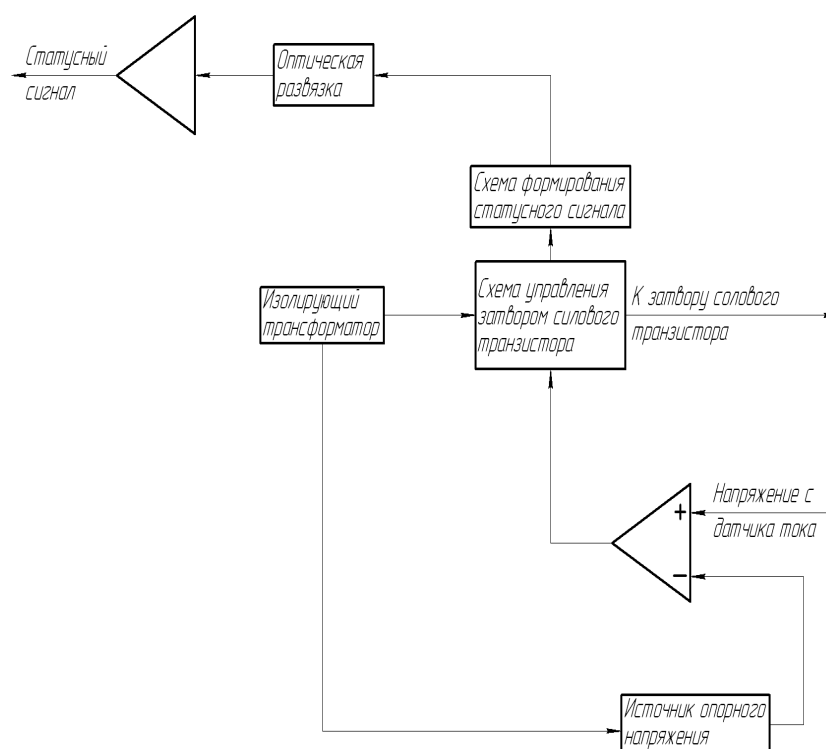 Статусный
сигнал
Оптическая
развязка
Схема формирования
статусного сигнала
Изолирующий
трансформатор
Схема управления
затвором силового
транзистора
К затвору солового
транзистора
Напряжение с
датчика тока
+
−
Источник опорного
напряжения